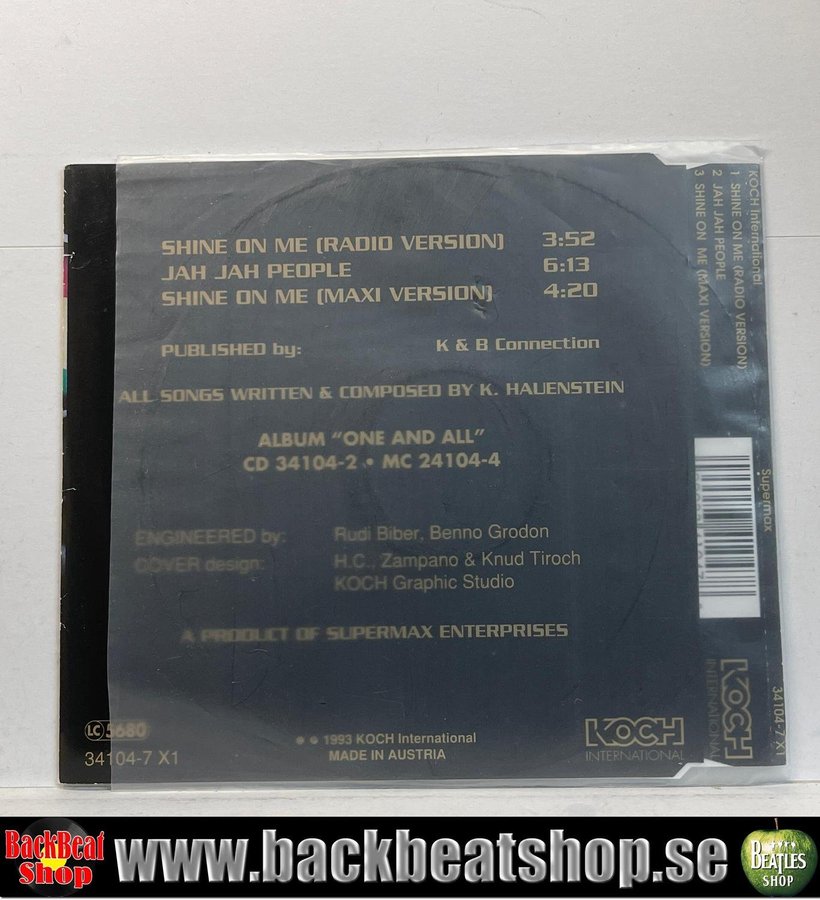 SHINE ON ME (RADIO VERSION) 3:52
JAH JAH PEOPLE 6:13
SHINE ON ME (MAXI VERSION) 4:20
PUBLISHED by: K & B Connection
ALL SONGS WRITTEN & COMPOSED BY K. HAUENSTEIN
ALBUM "ONE AND ALL"
CD 34104-2 • MC 24104-4
ENGINEERED by: Rudi Biber, Benno Grodon
COVER design: H.C., Zampano & Knud Tiroch
KOCH Graphic Studio
A PRODUCT OF SUPERMAX ENTERPRISES
LC 5680
34104-7 X1
1993 KOCH International
MADE IN AUSTRIA
KOCH
INTERNATIONAL
KOCH International
1 SHINE ON ME (RADIO VERSION)
2 JAH JAH PEOPLE
3 SHINE ON ME (MAXI VERSION)
Supermax
KOCH
INTERNATIONAL
34104-7 X1
BackBeat
Shop
www.backbeatshop.se
BEATLES
SHOP